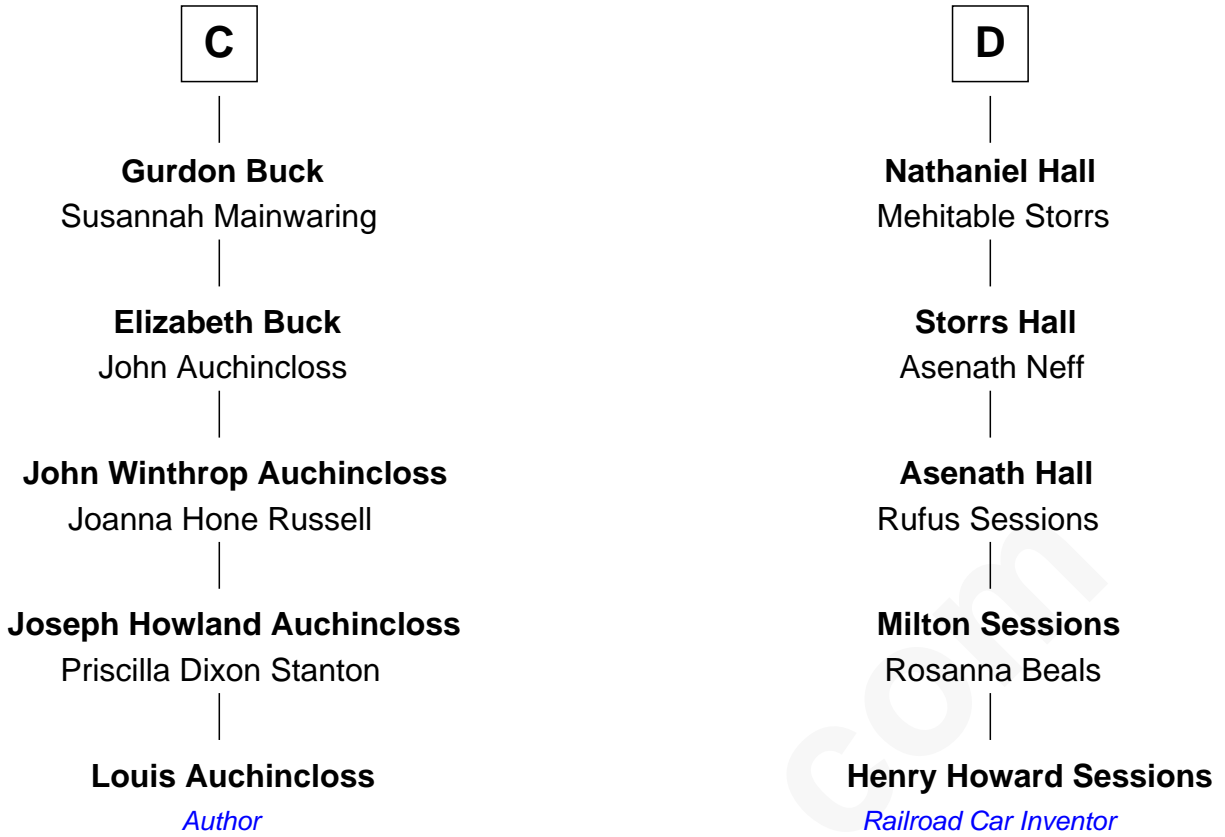 C
Gurdon Buck
Susannah Mainwaring
Elizabeth Buck
John Auchincloss
John Winthrop Auchincloss
Joanna Hone Russell
Joseph Howland Auchincloss
Priscilla Dixon Stanton
Louis Auchincloss
Author
D
Nathaniel Hall
Mehitable Storrs
Storrs Hall
Asenath Neff
Asenath Hall
Rufus Sessions
Milton Sessions
Rosanna Beals
Henry Howard Sessions
Railroad Car Inventor
com